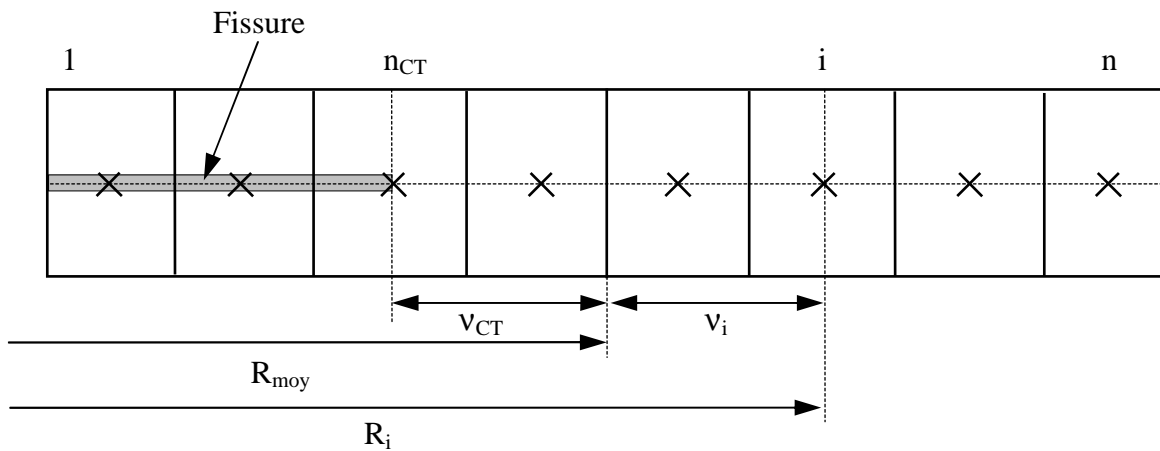 Fissure
1 n_CT i n
ν_CT ν_i
R_moy
R_i